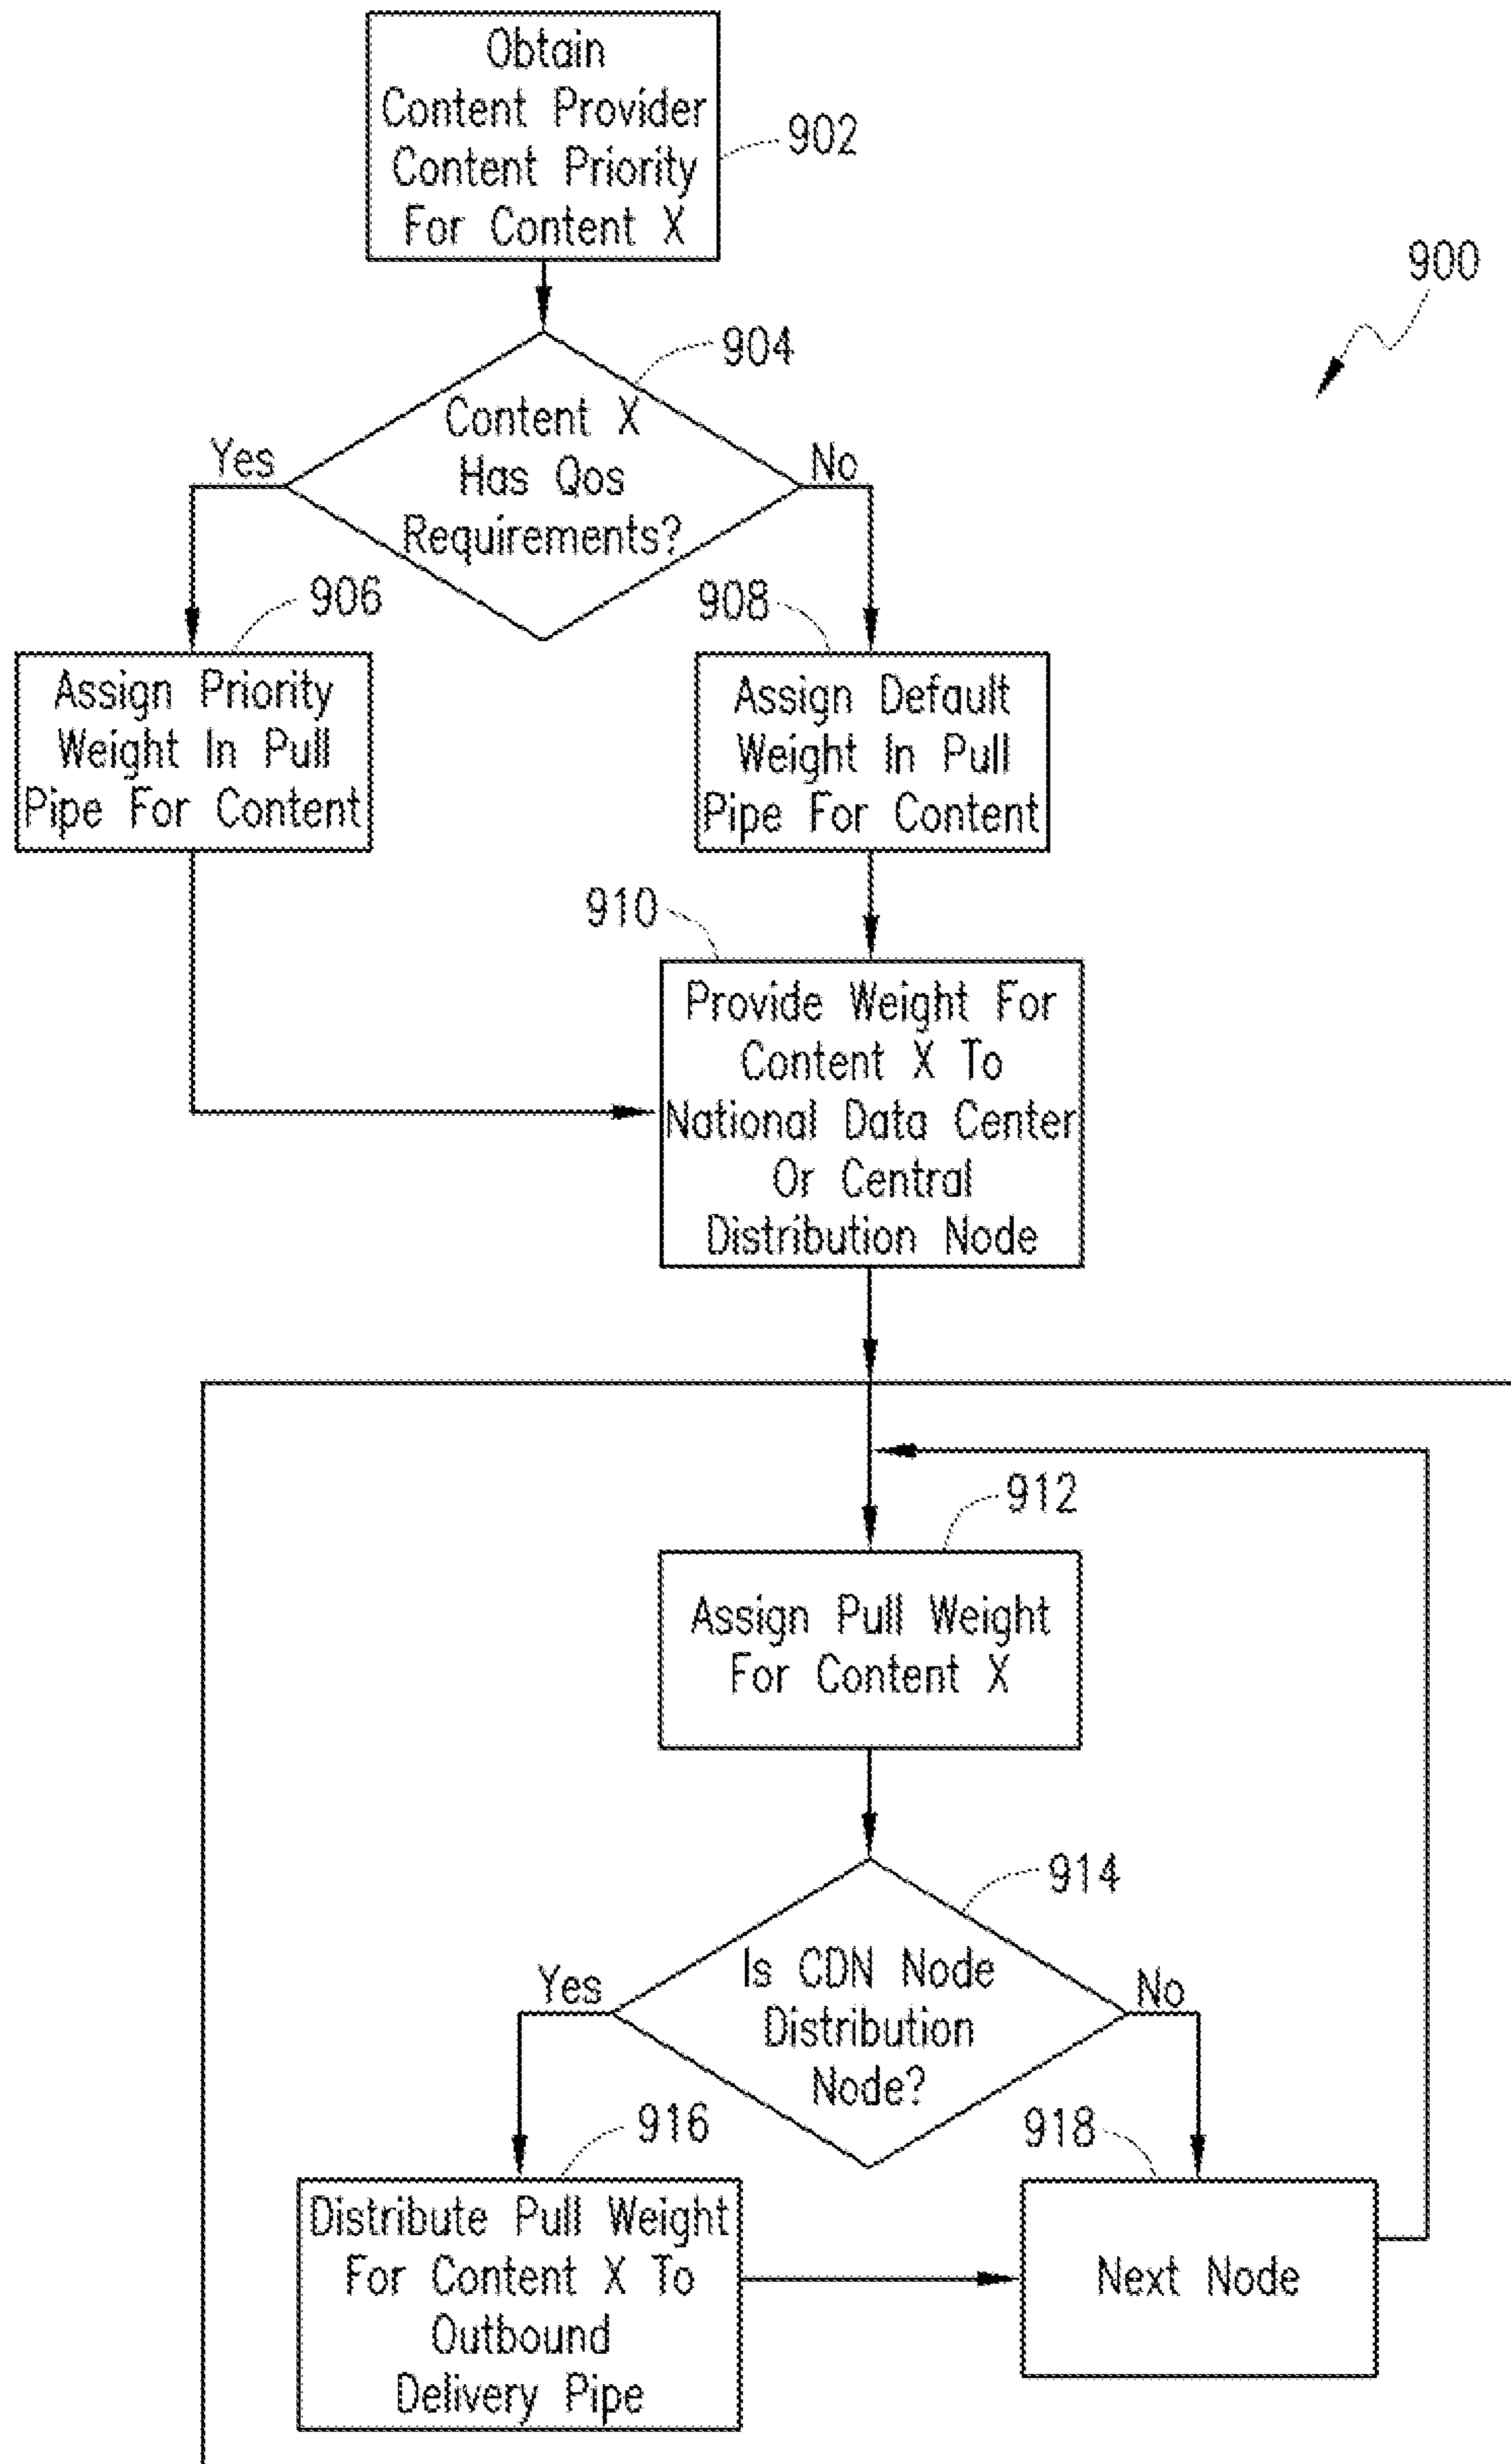 Obtain
Content Provider
Content Priority
For Content X
902
900
904
Content X
Has Qos
Requirements?
Yes
No
906
Assign Priority
Weight In Pull
Pipe For Content
908
Assign Default
Weight In Pull
Pipe For Content
910
Provide Weight For
Content X To
National Data Center
Or Central
Distribution Node
912
Assign Pull Weight
For Content X
914
Is CDN Node
Distribution
Node?
Yes
No
916
Distribute Pull Weight
For Content X To
Outbound
Delivery Pipe
918
Next Node